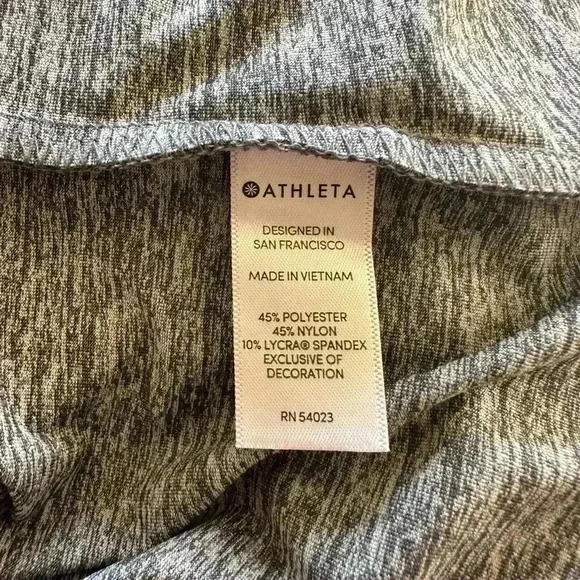 ATHLETA
DESIGNED IN
SAN FRANCISCO
MADE IN VIETNAM
45% POLYESTER
45% NYLON
10% LYCRA® SPANDEX
EXCLUSIVE OF
DECORATION
RN 54023